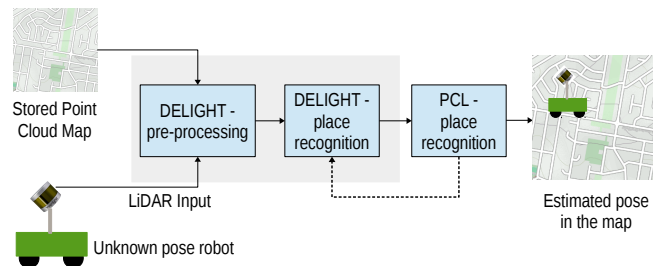 Stored Point
Cloud Map
DELIGHT -
pre-processing
DELIGHT -
place
recognition
PCL -
place
recognition
LiDAR Input
Unknown pose robot
Estimated pose
in the map